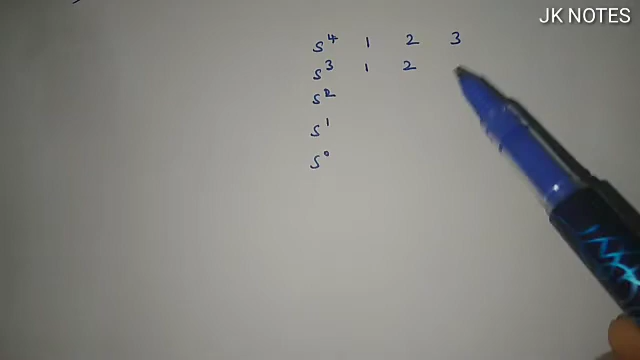 JK NOTES
s⁴ 1 2 3
s³ 1 2
s²
s¹
s⁰